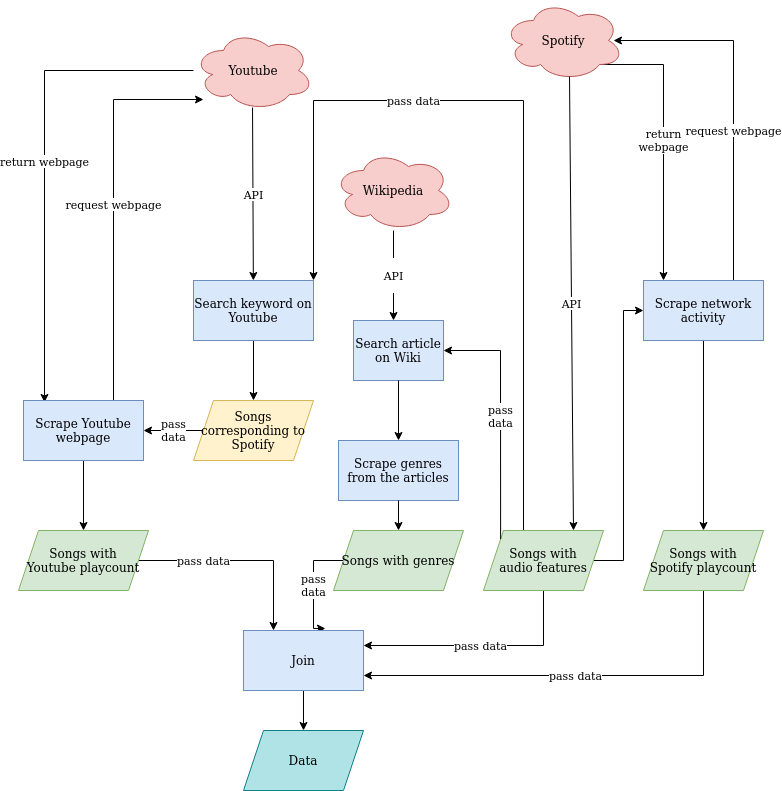 Spotify
Youtube
pass data
return
webpage
request webpage
return webpage
Wikipedia
API
request webpage
API
API
Search keyword on
Youtube
Scrape network
activity
Search article
on Wiki
pass
data
Scrape Youtube
webpage
pass
data
Songs
corresponding to
Spotify
Scrape genres
from the articles
Songs with
Youtube playcount
Songs with genres
Songs with
audio features
Songs with
Spotify playcount
pass data
pass
data
pass data
Join
pass data
Data